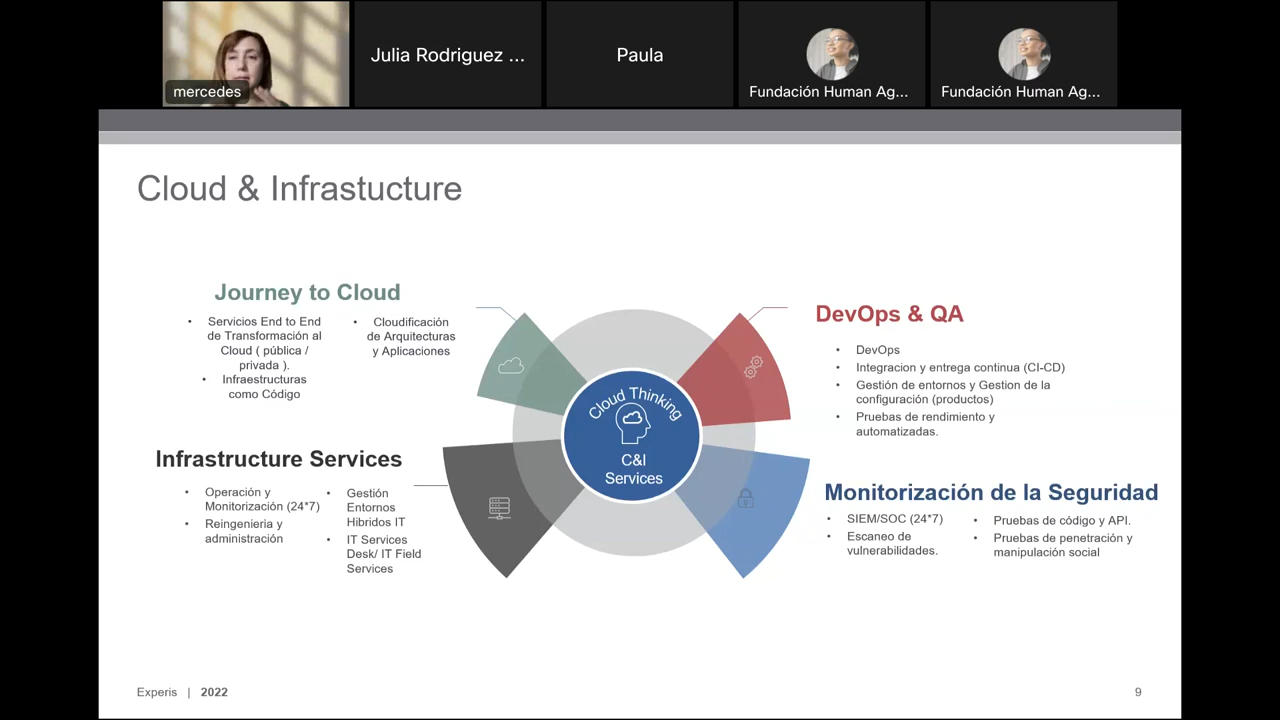 mercedes
Julia Rodriguez ...
Paula
Fundación Human Ag...
Fundación Human Ag...
Cloud & Infrastucture
Journey to Cloud
• Servicios End to End
de Transformación al
Cloud ( pública /
privada ).
• Infraestructuras
como Código
• Cloudificación
de Arquitecturas
y Aplicaciones
Infrastructure Services
• Operación y
Monitorización (24*7)
• Reingenieria y
administración
• Gestión
Entornos
Hibridos IT
• IT Services
Desk/ IT Field
Services
Cloud Thinking
C&I
Services
DevOps & QA
• DevOps
• Integracion y entrega continua (CI-CD)
• Gestión de entornos y Gestion de la
configuración (productos)
• Pruebas de rendimiento y
automatizadas.
Monitorización de la Seguridad
• SIEM/SOC (24*7)
• Escaneo de
vulnerabilidades.
• Pruebas de código y API.
• Pruebas de penetración y
manipulación social
Experis | 2022
9